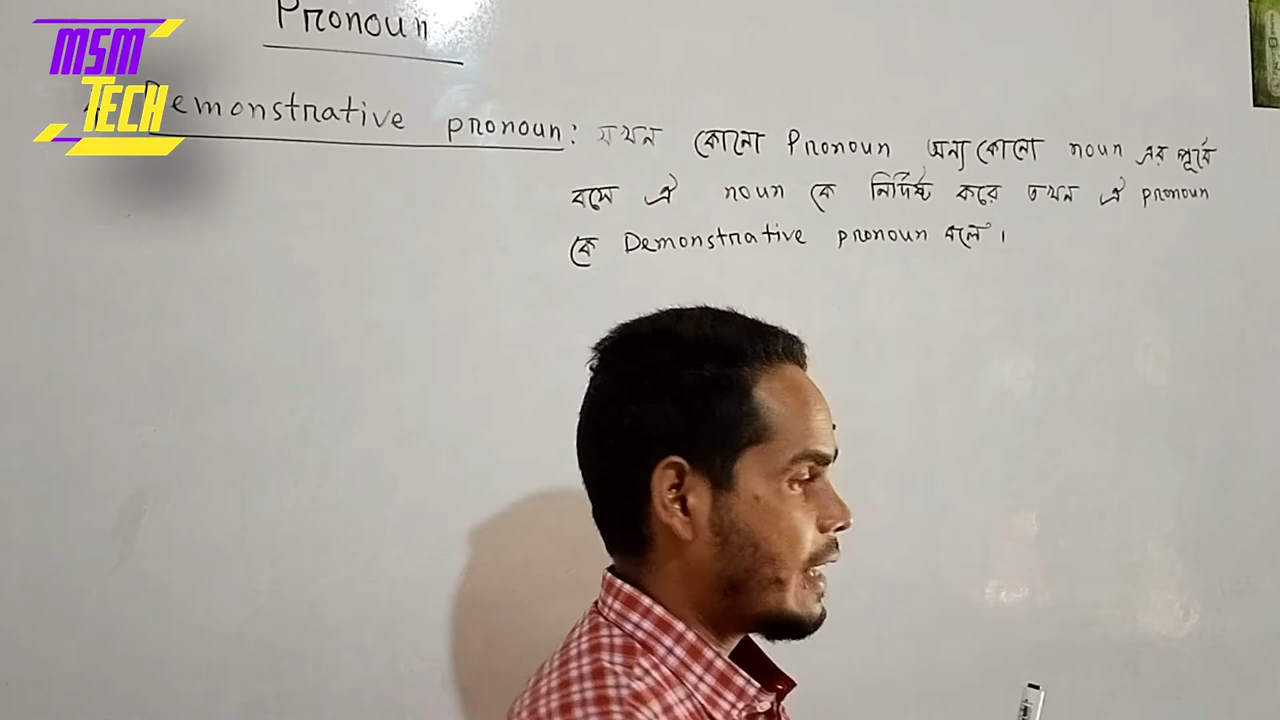 Pronoun
MSM
TECH
Demonstrative pronoun: যখন কোনো Pronoun অন্য কোনো noun এর পূর্বে
বসে ঐ noun কে নির্দিষ্ট করে তখন ঐ pronoun
কে Demonstrative pronoun বলে।